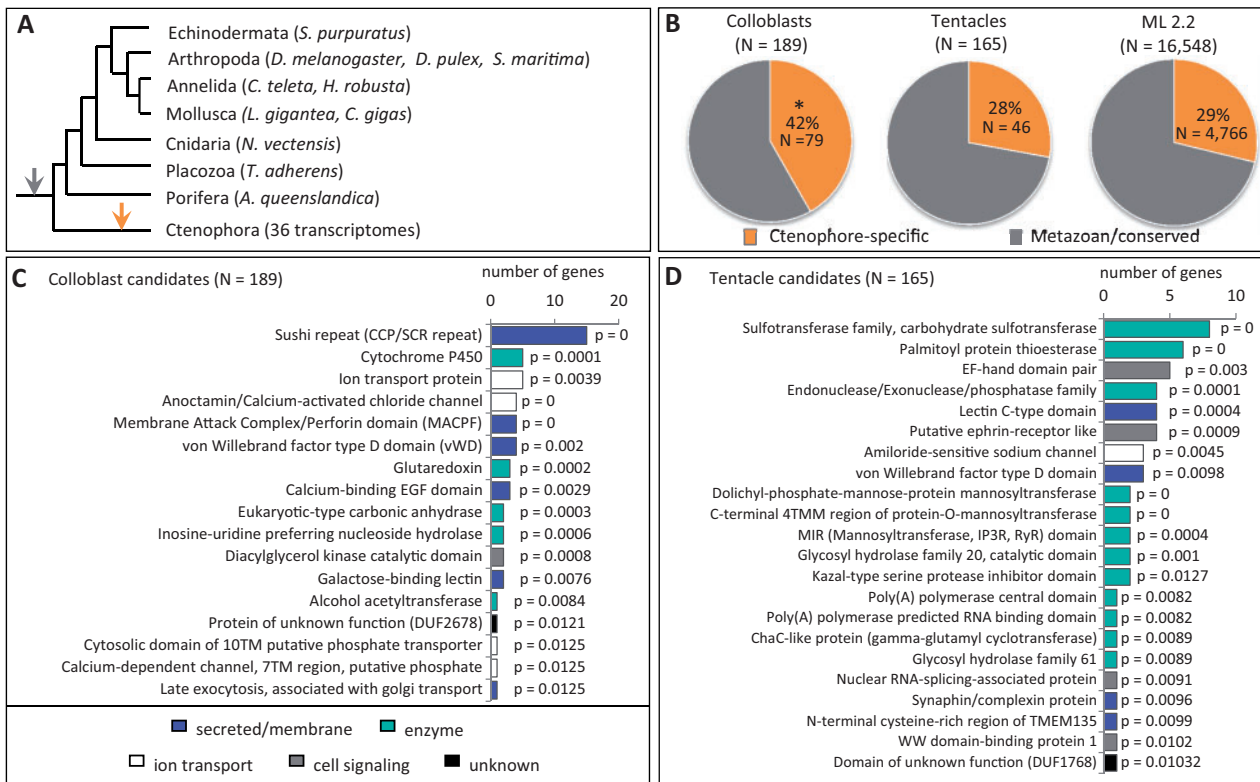 A
Echinodermata (S. purpuratus)
Arthropoda (D. melanogaster, D. pulex, S. maritima)
Annelida (C. teleta, H. robusta)
Mollusca (L. gigantea, C. gigas)
Cnidaria (N. vectensis)
Placozoa (T. adherens)
Porifera (A. queenslandica)
Ctenophora (36 transcriptomes)
B
Colloblasts
(N = 189)
*
42%
N =79
Tentacles
(N = 165)
28%
N = 46
ML 2.2
(N = 16,548)
29%
N = 4,766
Ctenophore-specific
Metazoan/conserved
C Colloblast candidates (N = 189)
number of genes
0 10 20
Sushi repeat (CCP/SCR repeat) p = 0
Cytochrome P450 p = 0.0001
Ion transport protein p = 0.0039
Anoctamin/Calcium-activated chloride channel p = 0
Membrane Attack Complex/Perforin domain (MACPF) p = 0
von Willebrand factor type D domain (vWD) p = 0.002
Glutaredoxin p = 0.0002
Calcium-binding EGF domain p = 0.0029
Eukaryotic-type carbonic anhydrase p = 0.0003
Inosine-uridine preferring nucleoside hydrolase p = 0.0006
Diacylglycerol kinase catalytic domain p = 0.0008
Galactose-binding lectin p = 0.0076
Alcohol acetyltransferase p = 0.0084
Protein of unknown function (DUF2678) p = 0.0121
Cytosolic domain of 10TM putative phosphate transporter p = 0.0125
Calcium-dependent channel, 7TM region, putative phosphate p = 0.0125
Late exocytosis, associated with golgi transport p = 0.0125
secreted/membrane
enzyme
ion transport
cell signaling
unknown
D Tentacle candidates (N = 165)
number of genes
0 5 10
Sulfotransferase family, carbohydrate sulfotransferase p = 0
Palmitoyl protein thioesterase p = 0
EF-hand domain pair p = 0.003
Endonuclease/Exonuclease/phosphatase family p = 0.0001
Lectin C-type domain p = 0.0004
Putative ephrin-receptor like p = 0.0009
Amiloride-sensitive sodium channel p = 0.0045
von Willebrand factor type D domain p = 0.0098
Dolichyl-phosphate-mannose-protein mannosyltransferase p = 0
C-terminal 4TMM region of protein-O-mannosyltransferase p = 0
MIR (Mannosyltransferase, IP3R, RyR) domain p = 0.0004
Glycosyl hydrolase family 20, catalytic domain p = 0.001
Kazal-type serine protease inhibitor domain p = 0.0127
Poly(A) polymerase central domain p = 0.0082
Poly(A) polymerase predicted RNA binding domain p = 0.0082
ChaC-like protein (gamma-glutamyl cyclotransferase) p = 0.0089
Glycosyl hydrolase family 61 p = 0.0089
Nuclear RNA-splicing-associated protein p = 0.0091
Synaphin/complexin protein p = 0.0096
N-terminal cysteine-rich region of TMEM135 p = 0.0099
WW domain-binding protein 1 p = 0.0102
Domain of unknown function (DUF1768) p = 0.01032